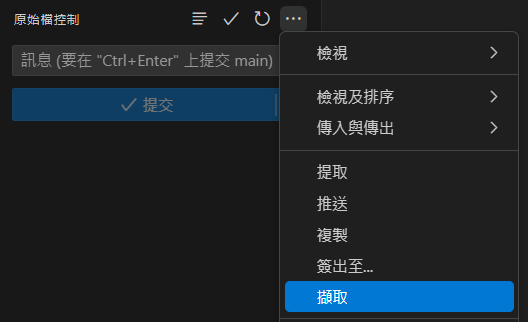 原始檔控制
訊息 (要在 "Ctrl+Enter" 上提交 main)
提交
檢視
檢視及排序
傳入與傳出
提取
推送
複製
簽出至...
擷取